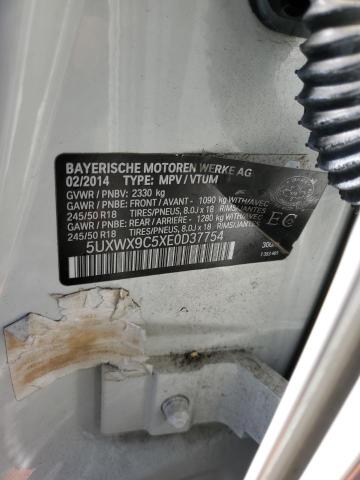 BAYERISCHE MOTOREN WERKE AG
02/2014 TYPE: MPV / VTUM
GVWR / PNBV: 2330 kg
GAWR / PNBE: FRONT / AVANT - 1090 kg WITH/AVEC
245/50 R18 TIRES/PNEUS, 8.0J x 18 RIMS/JANTES
GAWR / PNBE: REAR / ARRIÈRE - 1280 kg WITH/AVEC
245/50 R18 TIRES/PNEUS, 8.0J x 18 RIMS/JANTES
5UXWX9C5XE0D37754
EC